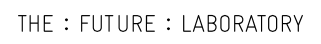 THE : FUTURE : LABORATORY